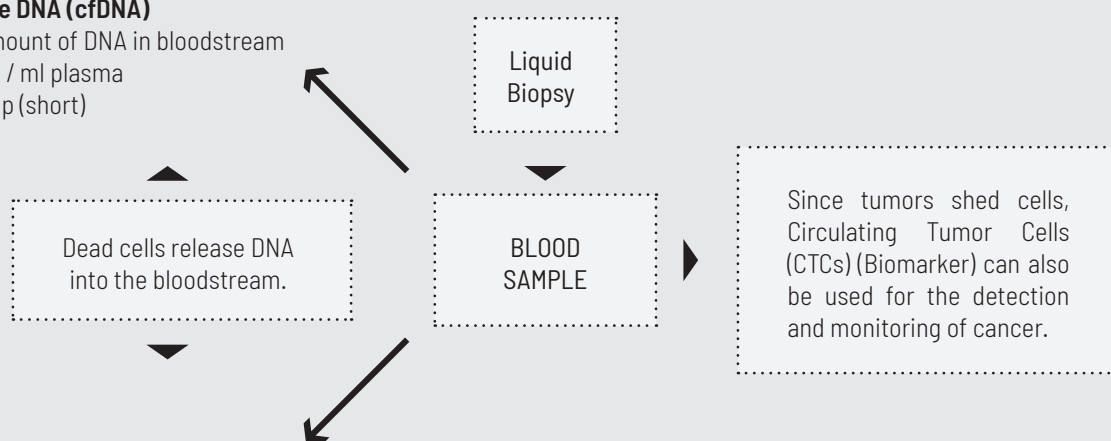 DNA (cfDNA)
of DNA in bloodstream
/ ml plasma
(short)
Liquid
Biopsy
Dead cells release DNA
into the bloodstream.
BLOOD
SAMPLE
Since tumors shed cells,
Circulating Tumor Cells
(CTCs) (Biomarker) can also
be used for the detection
and monitoring of cancer.